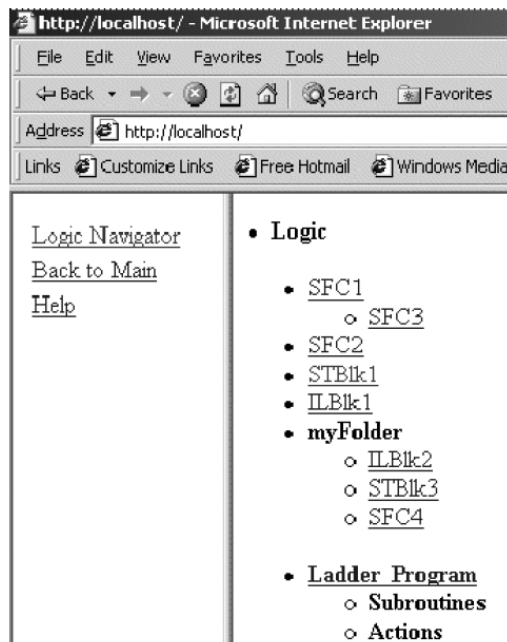 http://localhost/ - Microsoft Internet Explorer
File Edit View Favorites Tools Help
Back Search Favorites
Address http://localhost/
Links Customize Links Free Hotmail Windows Media
Logic Navigator
Back to Main
Help
Logic
SFC1
SFC3
SFC2
STBlk1
ILBlk1
myFolder
ILBlk2
STBlk3
SFC4
Ladder Program
Subroutines
Actions